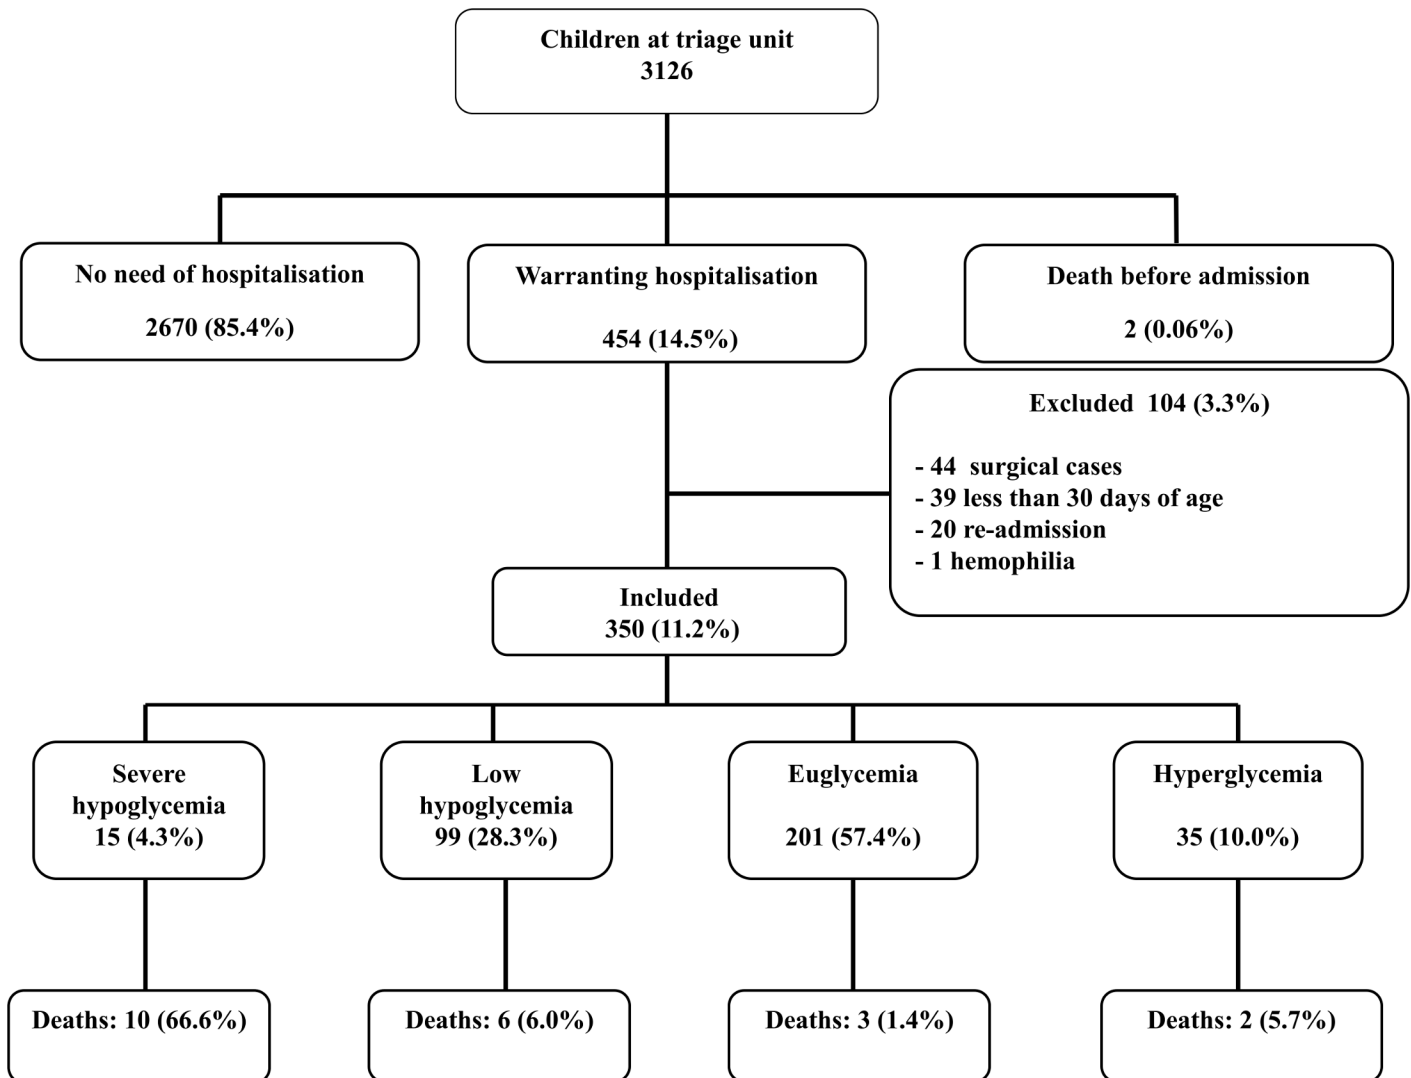 Children at triage unit
3126
No need of hospitalisation
2670 (85.4%)
Warranting hospitalisation
454 (14.5%)
Death before admission
2 (0.06%)
Excluded  104 (3.3%)
- 44  surgical cases
- 39 less than 30 days of age
- 20 re-admission
- 1 hemophilia
Included
350 (11.2%)
Severe
hypoglycemia
15 (4.3%)
Low
hypoglycemia
99 (28.3%)
Euglycemia
201 (57.4%)
Hyperglycemia
35 (10.0%)
Deaths: 10 (66.6%)
Deaths: 6 (6.0%)
Deaths: 3 (1.4%)
Deaths: 2 (5.7%)